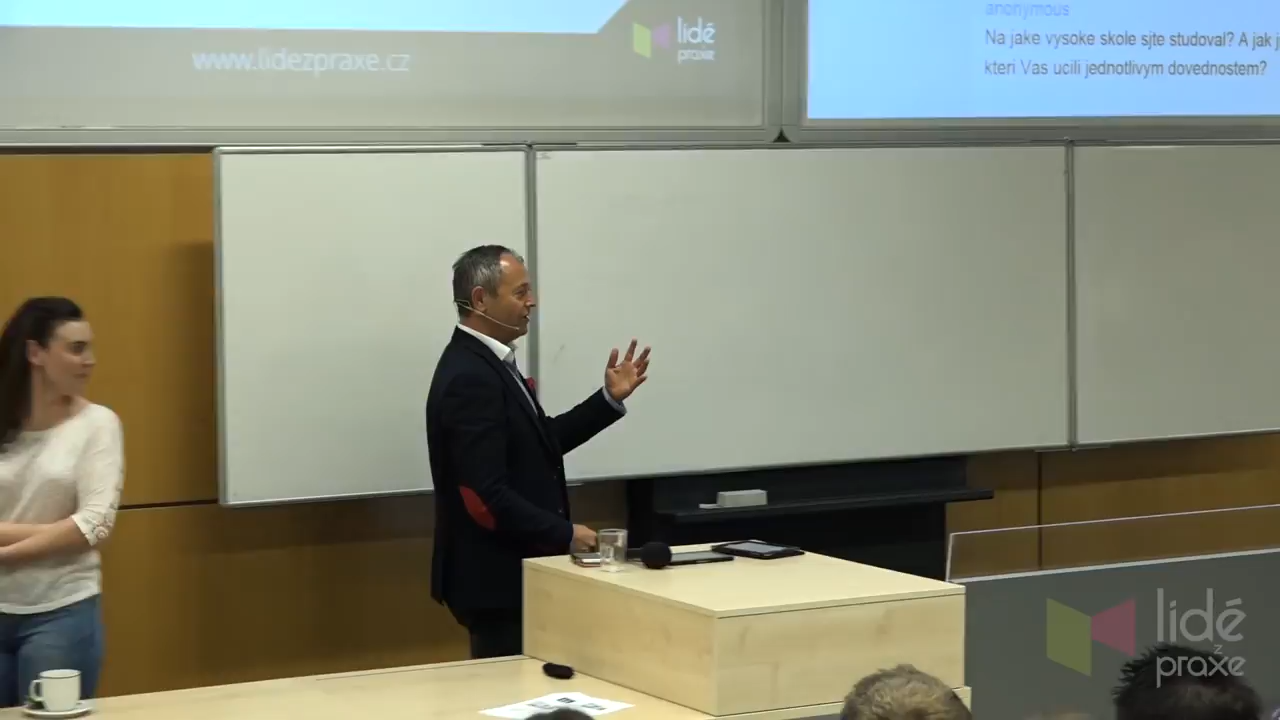 www.lidezpraxe.cz
lidé
z
praxe
anonymous
Na jake vysoke skole sjte studoval? A jak j
kteri Vas ucili jednotlivym dovednostem?
lidé
z
praxe